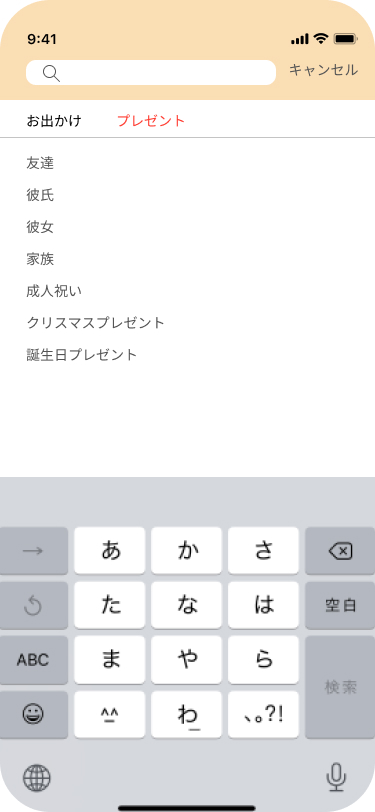 9:41
キャンセル
お出かけ プレゼント
友達
彼氏
彼女
家族
成人祝い
クリスマスプレゼント
誕生日プレゼント
→ あ か さ
た な は 空白
ABC ま や ら 検索
^^ わ 、。?!